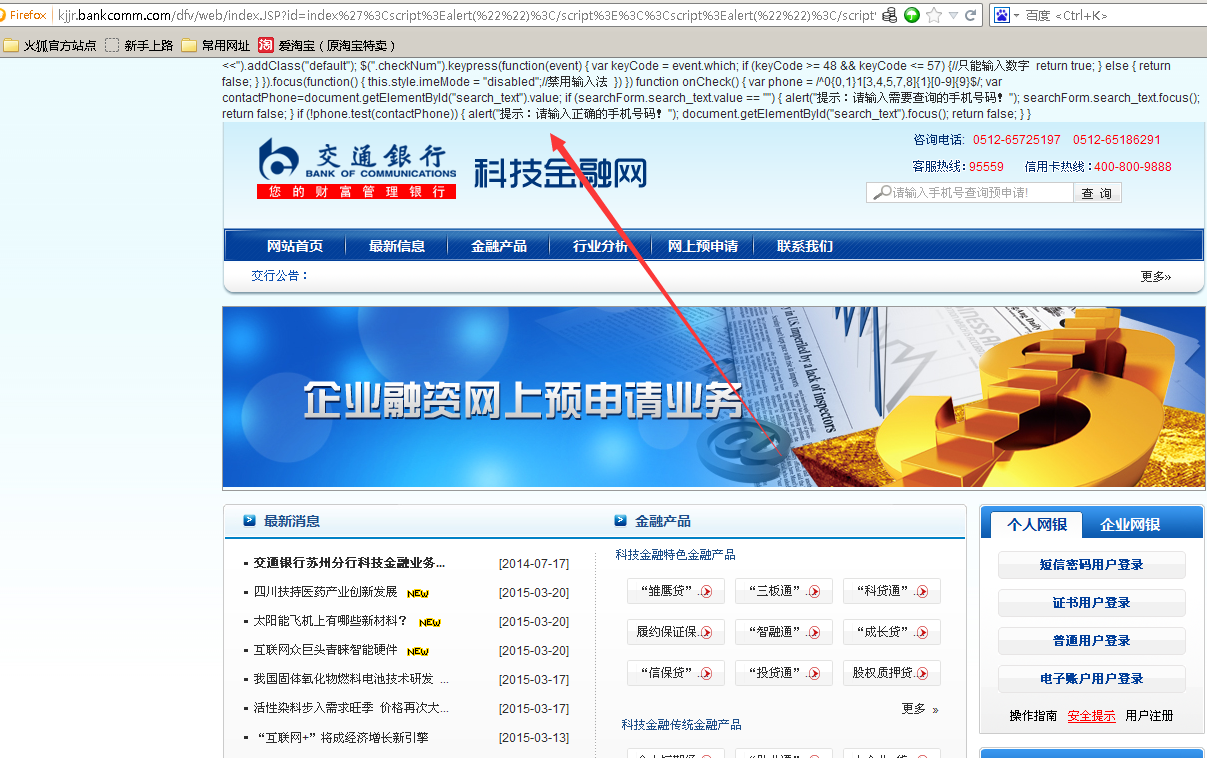 Firefox kjjr.bankcomm.com/dfv/web/index.JSP?id=index%27%3Cscript%3Ealert(%22%22)%3C/script%3E%3C%3Cscript%3Ealert(%22%22)%3C/script' 百度 <Ctrl+K>
火狐官方站点 新手上路 常用网址 淘 爱淘宝（原淘宝特卖）
<<").addClass("default"); $(".checkNum").keypress(function(event) { var keyCode = event.which; if (keyCode >= 48 && keyCode <= 57) {//只能输入数字 return true; } else { return
false; } }).focus(function() { this.style.imeMode = "disabled";//禁用输入法 }) }) function onCheck() { var phone = /^0{0,1}1[3,4,5,7,8]{1}[0-9]{9}$/; var
contactPhone=document.getElementById("search_text").value; if (searchForm.search_text.value == "") { alert("提示：请输入需要查询的手机号码！"); searchForm.search_text.focus();
return false; } if (!phone.test(contactPhone)) { alert("提示：请输入正确的手机号码！"); document.getElementById("search_text").focus(); return false; } }
交通银行
BANK OF COMMUNICATIONS
您的财富管理银行
科技金融网
咨询电话: 0512-65725197 0512-65186291
客服热线: 95559 信用卡热线: 400-800-9888
请输入手机号查询预申请! 查 询
网站首页 最新信息 金融产品 行业分析 网上预申请 联系我们
交行公告： 更多»
企业融资网上预申请业务
最新消息
交通银行苏州分行科技金融业务... [2014-07-17]
四川扶持医药产业创新发展 NEW [2015-03-20]
太阳能飞机上有哪些新材料？ NEW [2015-03-20]
互联网众巨头青睐智能硬件 NEW [2015-03-20]
我国固体氧化物燃料电池技术研发 ... [2015-03-17]
活性染料步入需求旺季 价格再次大... [2015-03-17]
“互联网+”将成经济增长新引擎 [2015-03-13]
金融产品
科技金融特色金融产品
“雏鹰贷”. “三板通”. “科贷通”.
履约保证保. “智融通”. “成长贷”.
“信保贷”. “投贷通”. 股权质押贷.
更多 »
科技金融传统金融产品
个人网银 企业网银
短信密码用户登录
证书用户登录
普通用户登录
电子账户用户登录
操作指南 安全提示 用户注册